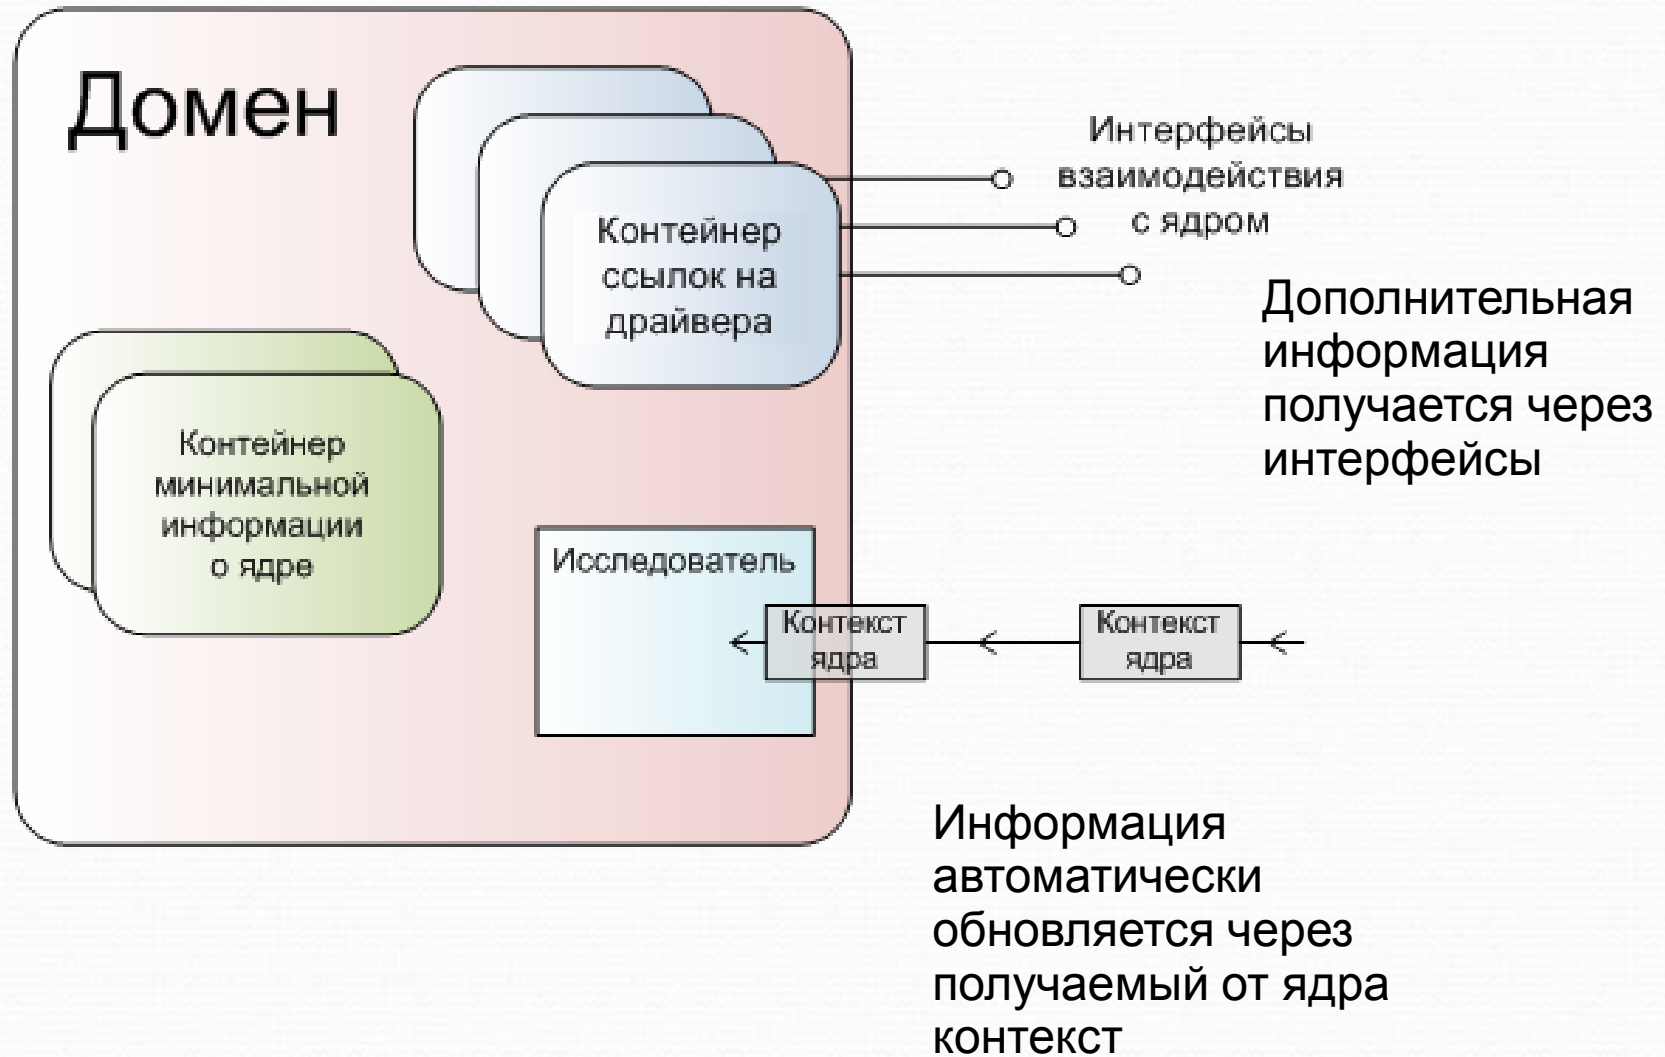 Домен
Контейнер
ссылок на
драйвера
Интерфейсы
взаимодействия
с ядром
Дополнительная
информация
получается через
интерфейсы
Контейнер
минимальной
информации
о ядре
Исследователь
Контекст
ядра
Контекст
ядра
Информация
автоматически
обновляется через
получаемый от ядра
контекст